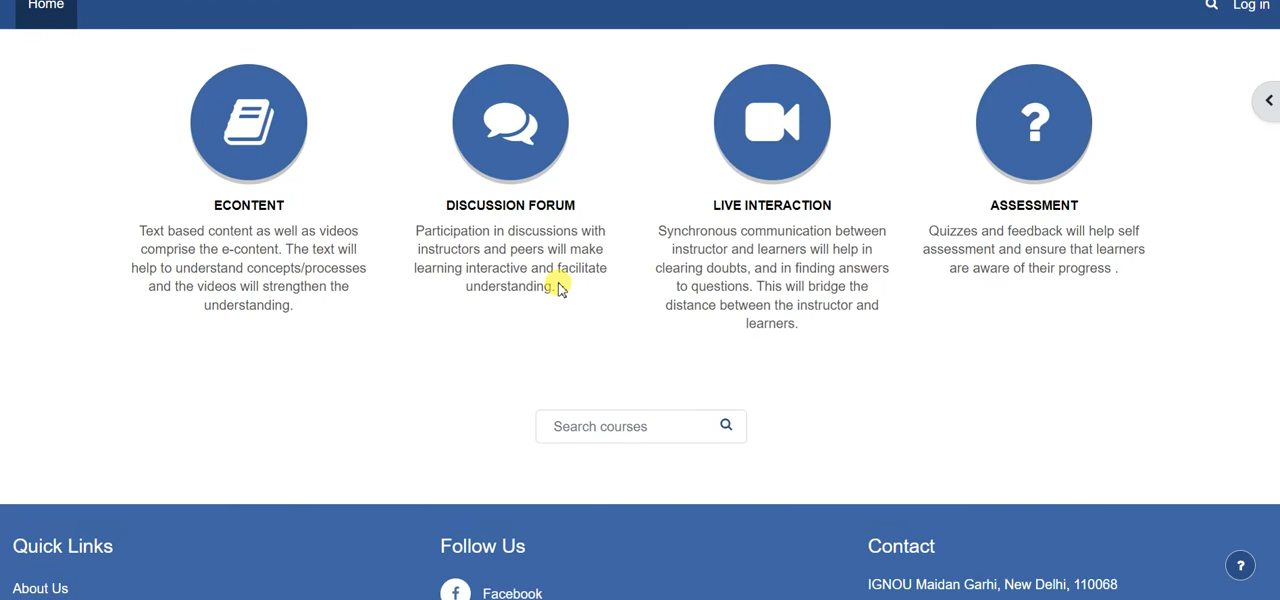 Home
Log in
ECONTENT
Text based content as well as videos
comprise the e-content. The text will
help to understand concepts/processes
and the videos will strengthen the
understanding.
DISCUSSION FORUM
Participation in discussions with
instructors and peers will make
learning interactive and facilitate
understanding.
LIVE INTERACTION
Synchronous communication between
instructor and learners will help in
clearing doubts, and in finding answers
to questions. This will bridge the
distance between the instructor and
learners.
?
ASSESSMENT
Quizzes and feedback will help self
assessment and ensure that learners
are aware of their progress .
Search courses
Quick Links
About Us
Follow Us
f Facebook
Contact
IGNOU Maidan Garhi, New Delhi, 110068
?